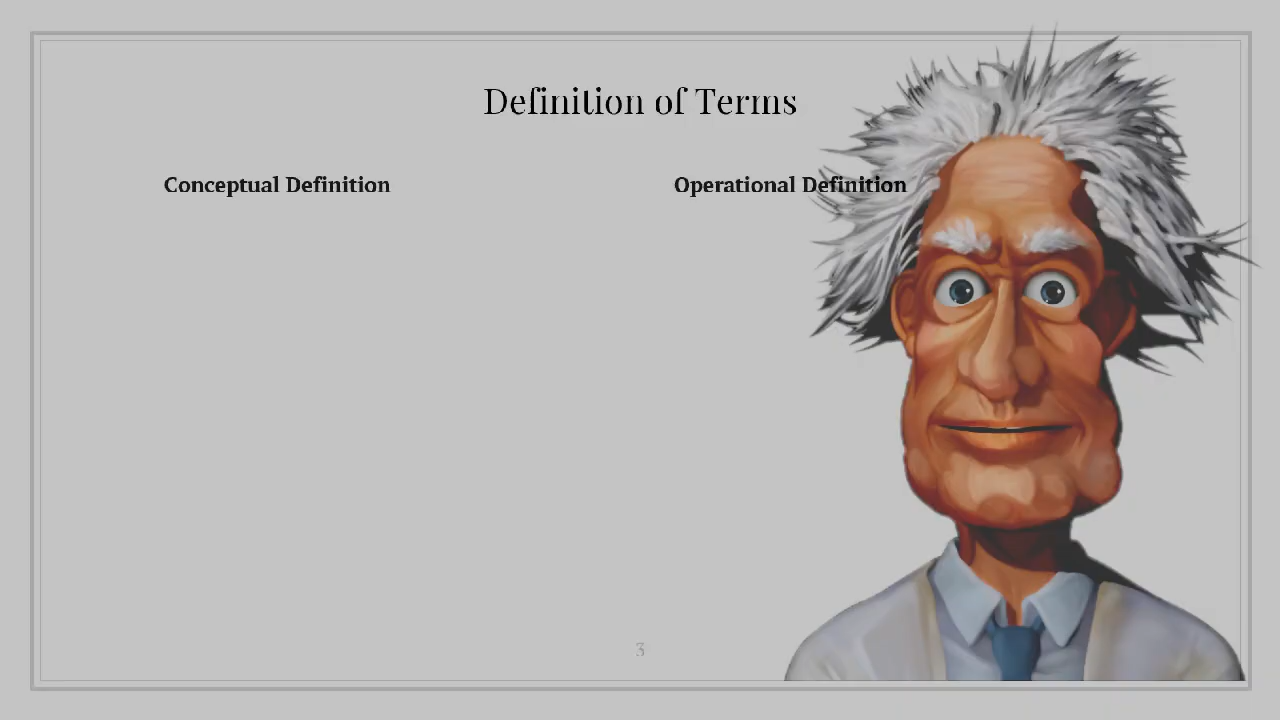 Definition of Terms
Conceptual Definition
Operational Definition
3